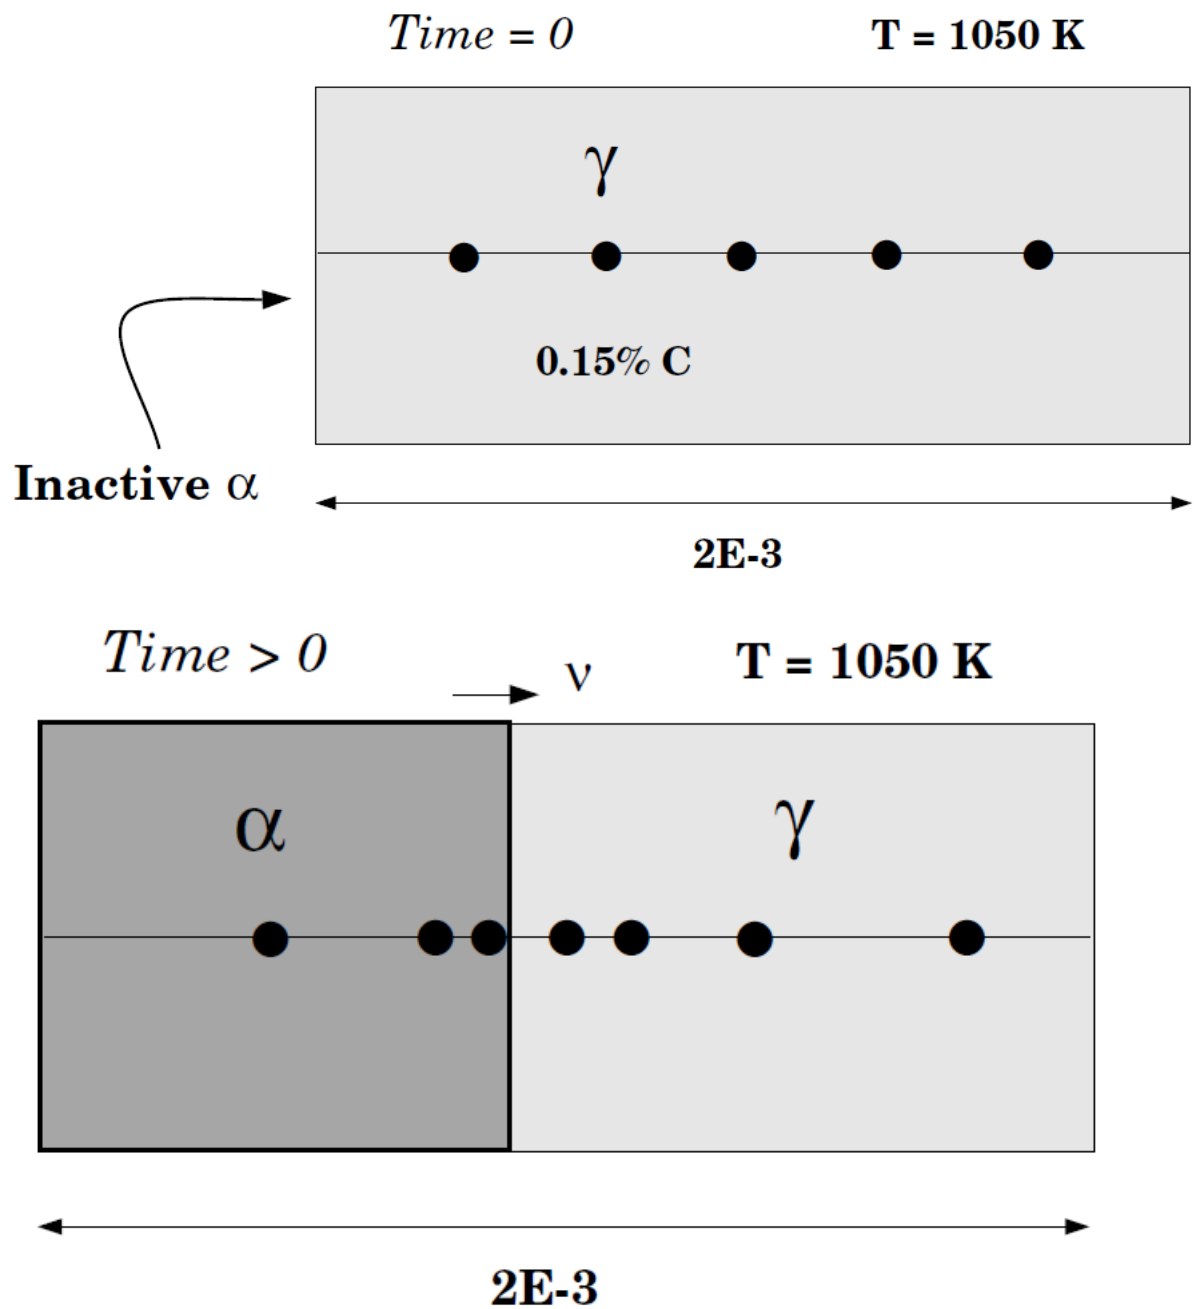 Time = 0
T = 1050 K
γ
0.15% C
Inactive α
2E-3
Time > 0
ν
T = 1050 K
α
γ
2E-3